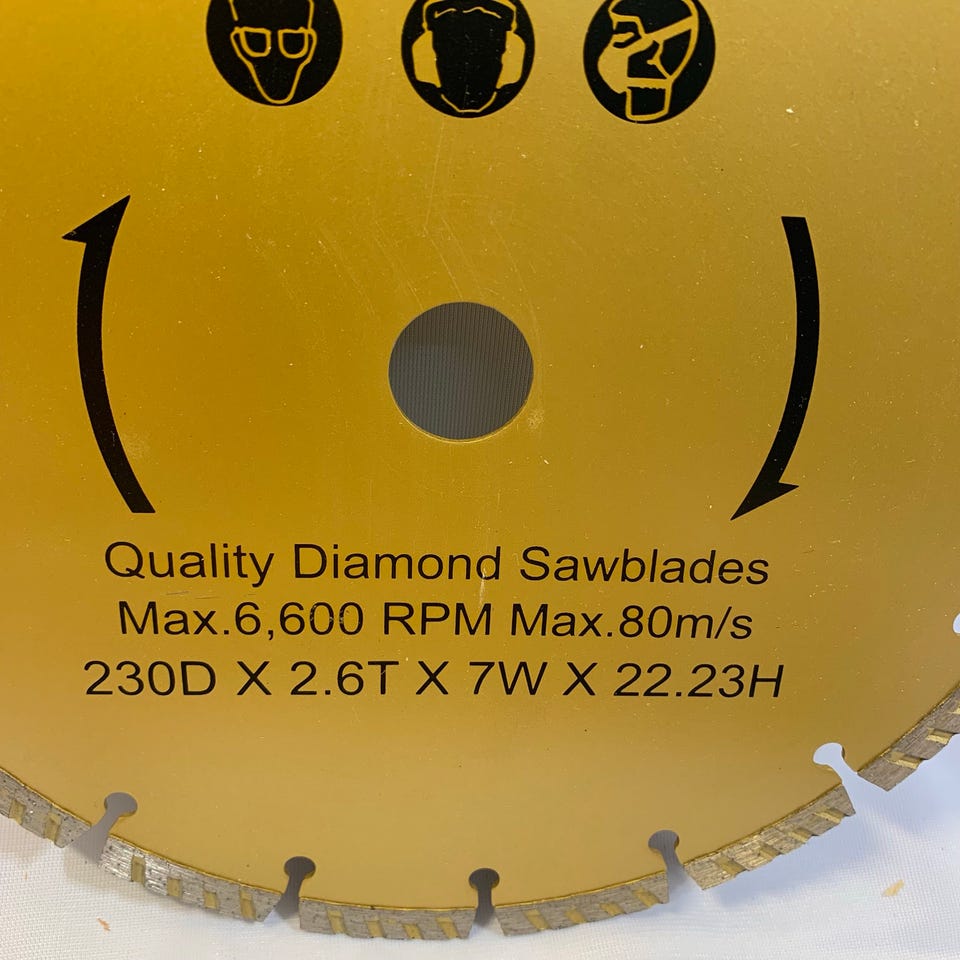 Quality Diamond Sawblades
Max.6,600 RPM Max.80m/s
230D X 2.6T X 7W X 22.23H